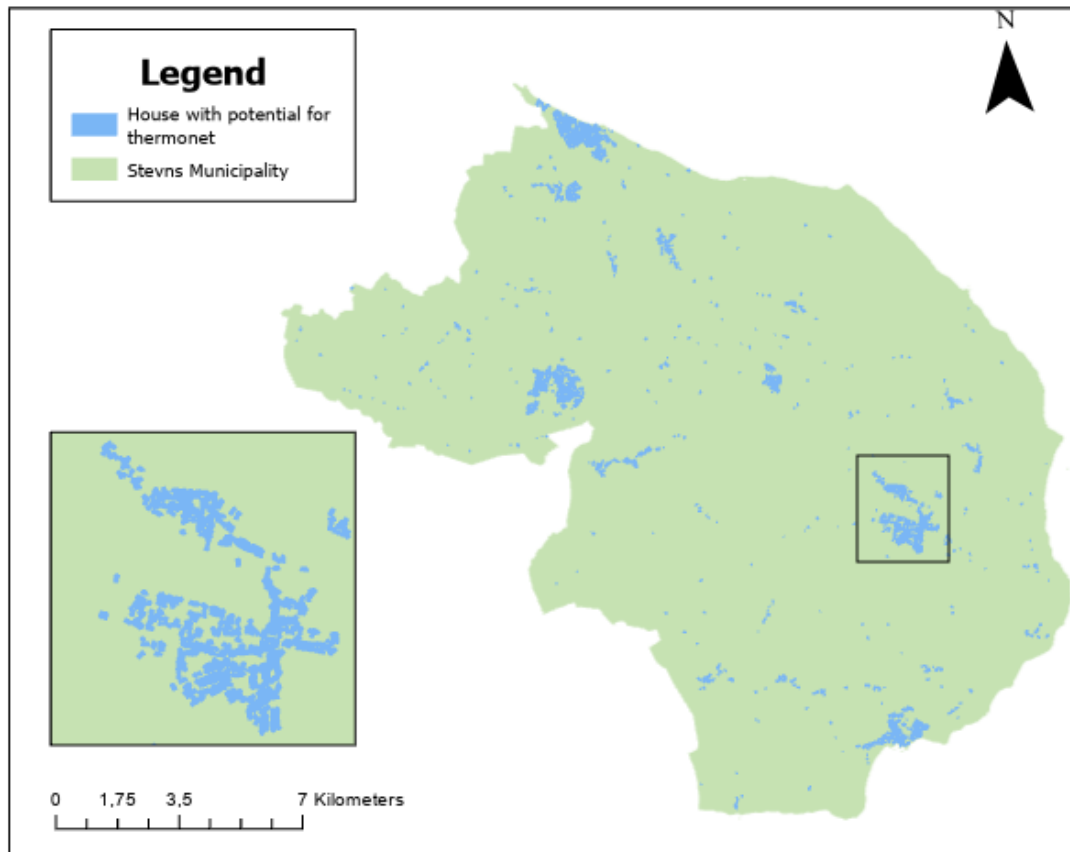 N
Legend
House with potential for
thermonet
Stevns Municipality
0 1,75 3,5 7 Kilometers